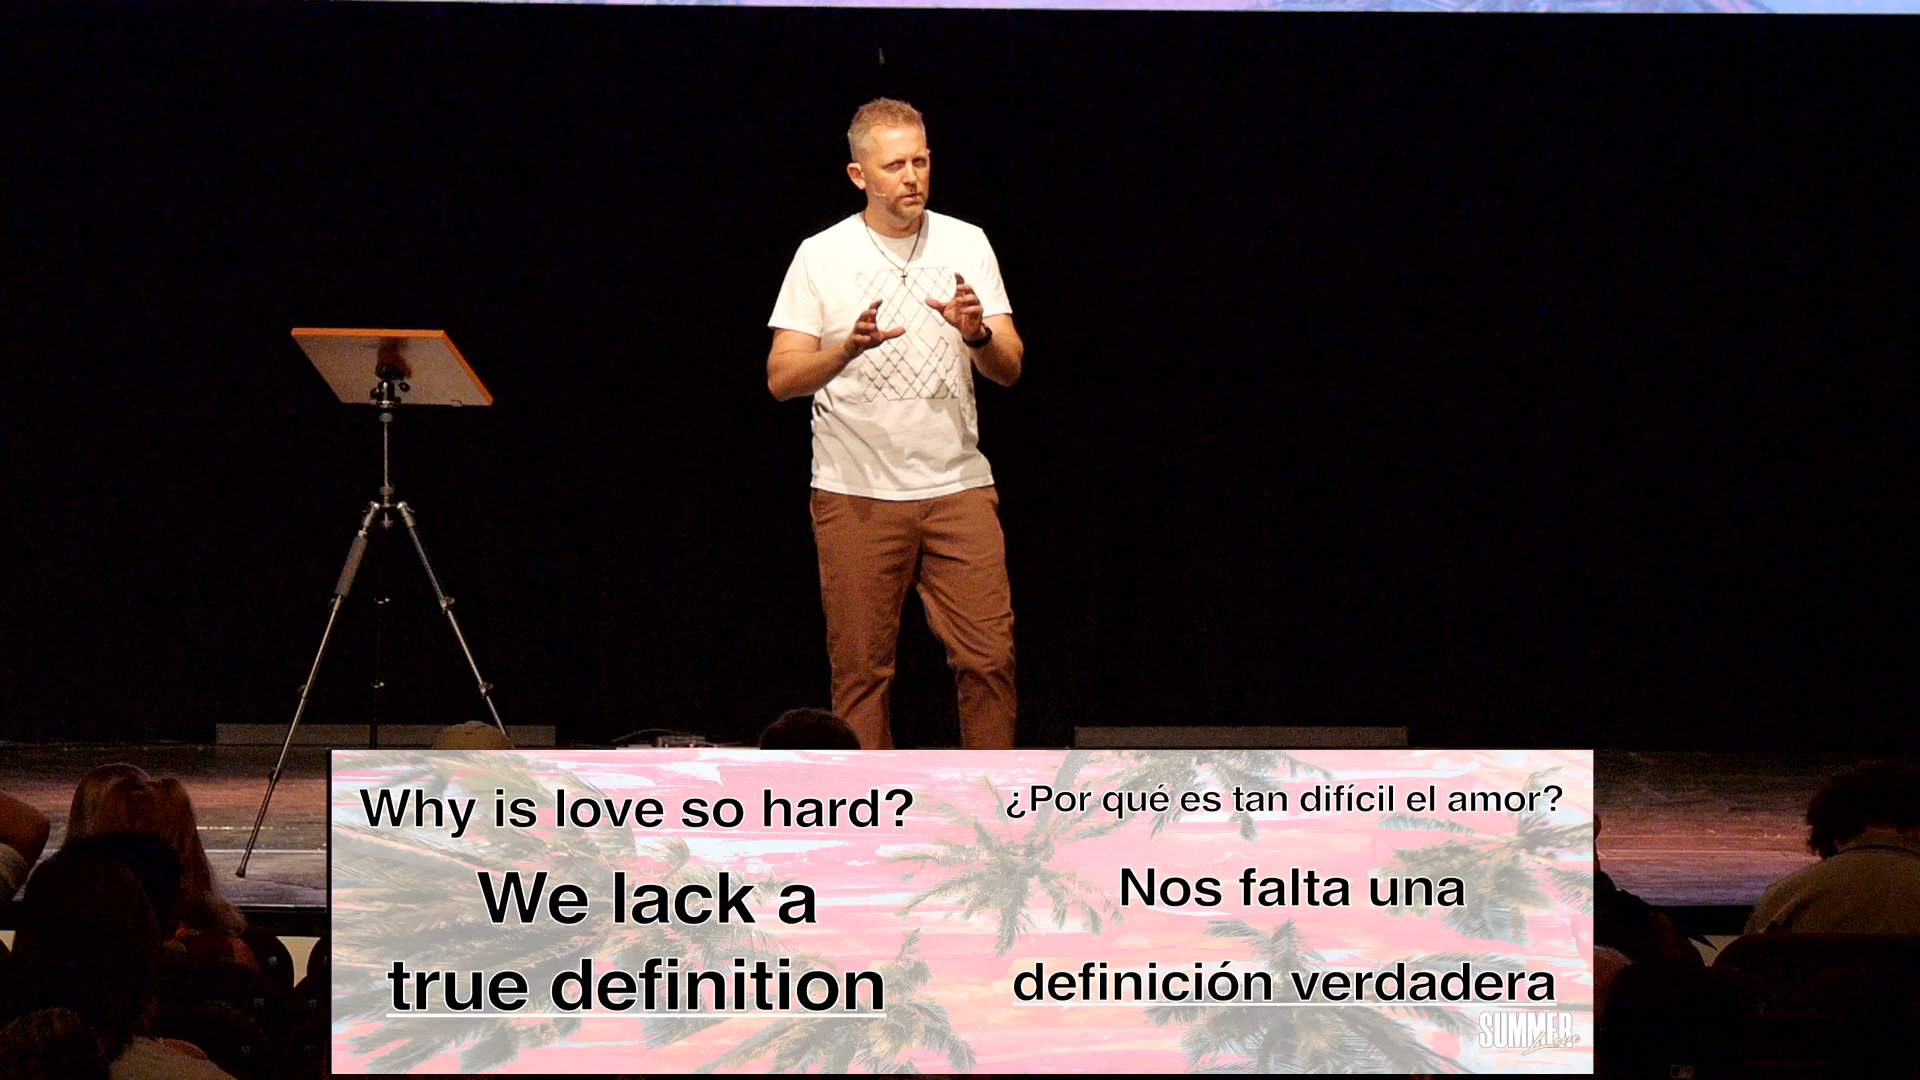 Why is love so hard?
We lack a
true definition
¿Por qué es tan difícil el amor?
Nos falta una
definición verdadera
SUMMER